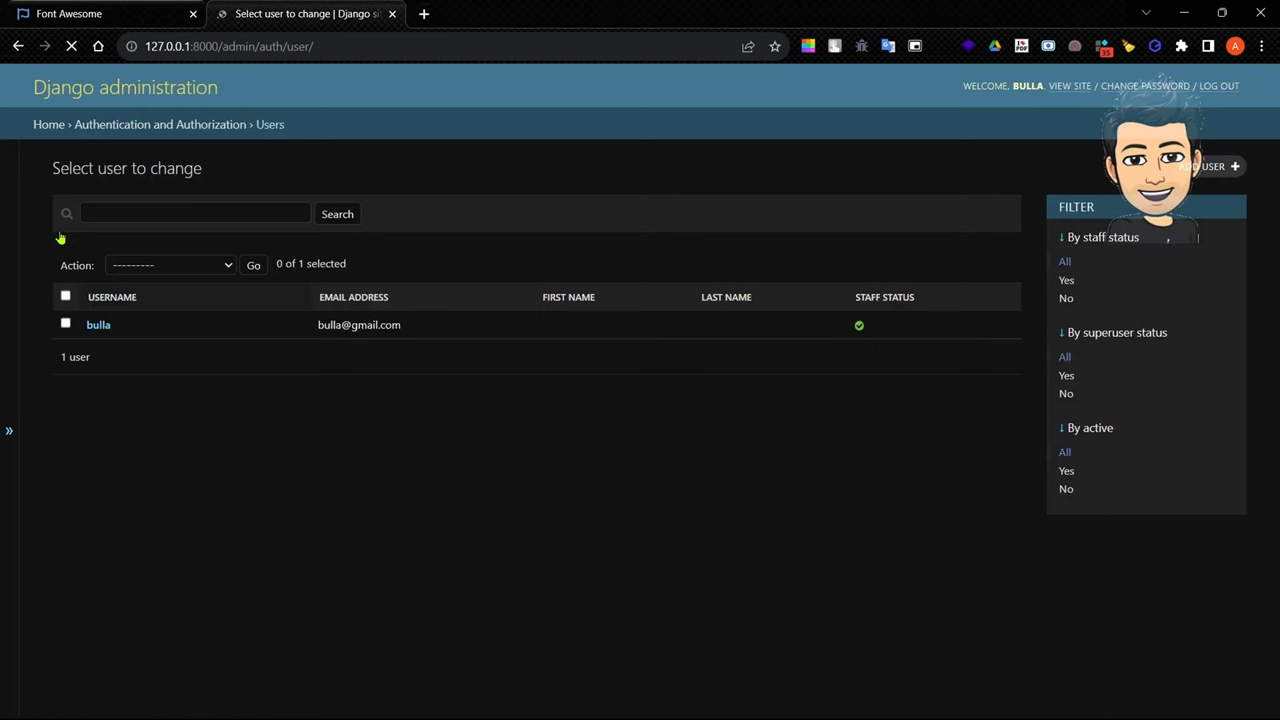 Font Awesome
Select user to change | Django si
127.0.0.1:8000/admin/auth/user/
35
A
Django administration
WELCOME, BULLA. VIEW SITE / CHANGE PASSWORD / LOG OUT
Home › Authentication and Authorization › Users
Select user to change
USER +
Search
FILTER
↓ By staff status
All
Yes
No
Action: --------- Go 0 of 1 selected
USERNAME EMAIL ADDRESS FIRST NAME LAST NAME STAFF STATUS
bulla bulla@gmail.com
1 user
↓ By superuser status
All
Yes
No
↓ By active
All
Yes
No
»